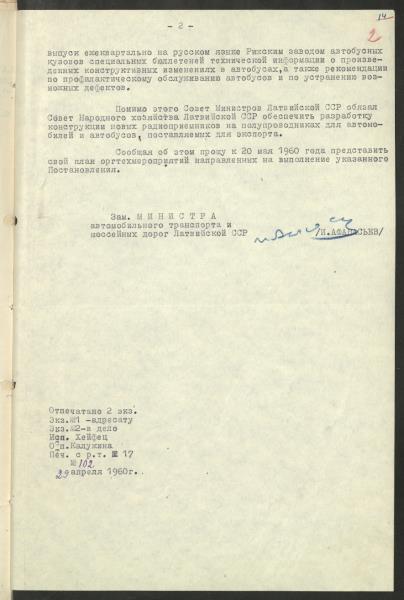 14
- 2 -
2
выпуск ежеквартально на русском языке Рижским заводом автобусных
кузовов специальных бюллетеней технической информации о произве-
денных конструктивных изменениях в автобусах, а также рекомендации
по профилактическому обслуживанию автобусов и по устранению воз-
можных дефектов.
Помимо этого Совет Министров Латвийской ССР обязал
Совет Народного хозяйства Латвийской ССР обеспечить разработку
конструкции новых радиоприемников на полупроводниках для автомо-
билей и автобусов, поставляемых для экспорта.
Сообщая об этом прошу к 20 мая 1960 года представить
свой план оргтехмероприятий направленных на выполнение указанного
Постановления.
Зам. МИНИСТРА
автомобильного транспорта и
шоссейных дорог Латвийской ССР /И.АФАНАСЬЕВ/
Отпечатано 2 экз.
Экз.№1 -адресату
Экз.№2-в дело
Исп. Хейфец
Оп.Калужина
Печ. с р.т. № 17
№ 102
29 апреля 1960г.